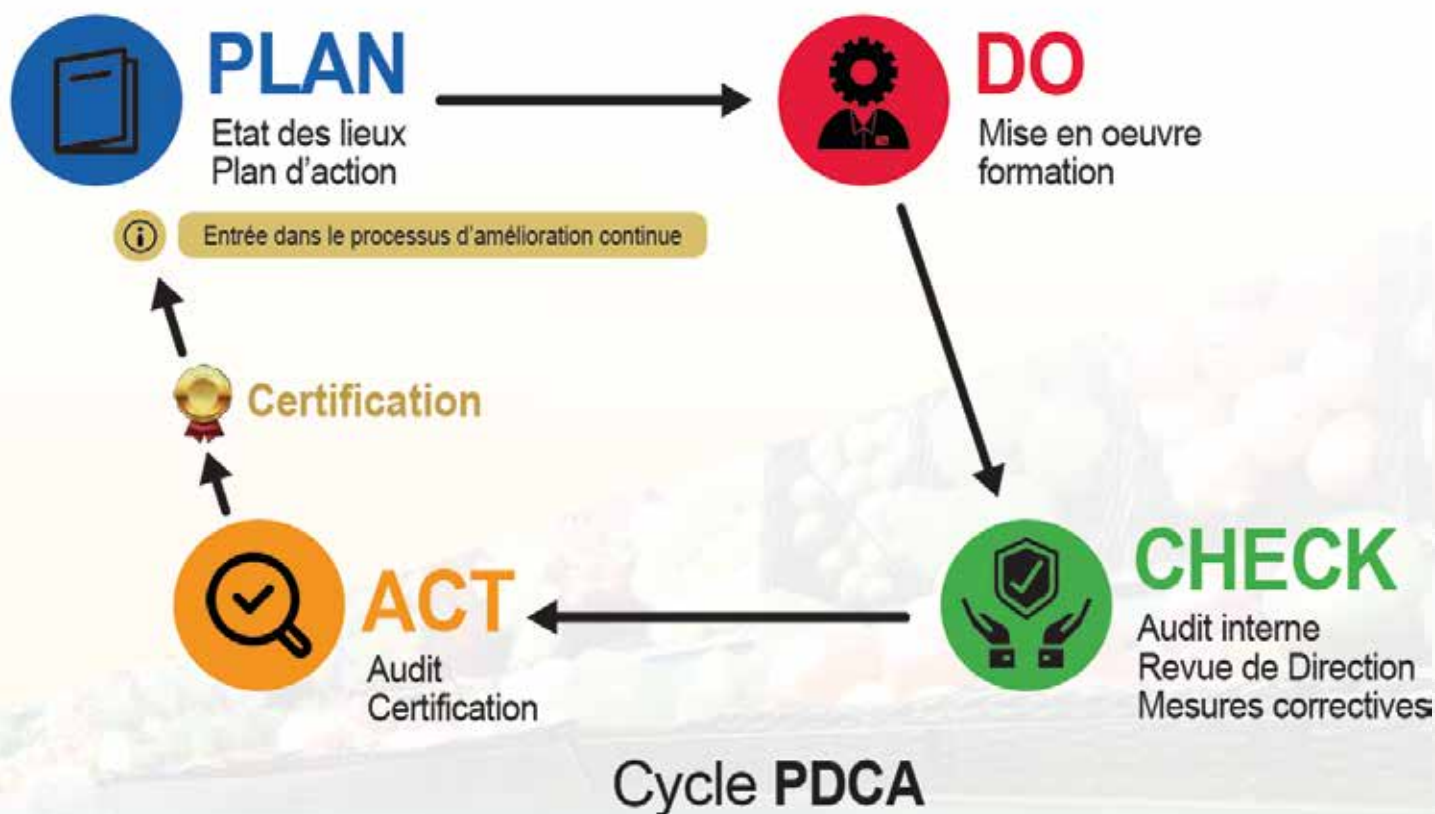 PLAN
Etat des lieux
Plan d'action
DO
Mise en oeuvre
formation
Entrée dans le processus d'amélioration continue
Certification
ACT
Audit
Certification
CHECK
Audit interne
Revue de Direction
Mesures correctives
Cycle PDCA